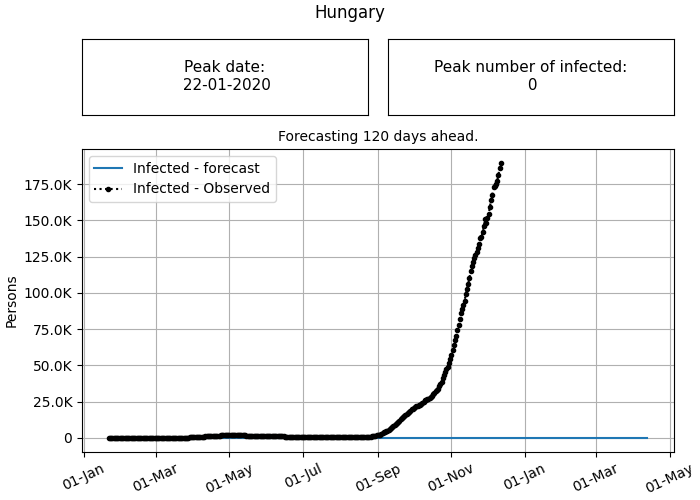 Hungary
Peak date:
22-01-2020
Peak number of infected:
0
Forecasting 120 days ahead.
Infected - forecast
Infected - Observed
Persons
175.0K
150.0K
125.0K
100.0K
75.0K
50.0K
25.0K
0
01-Jan
01-Mar
01-May
01-Jul
01-Sep
01-Nov
01-Jan
01-Mar
01-May